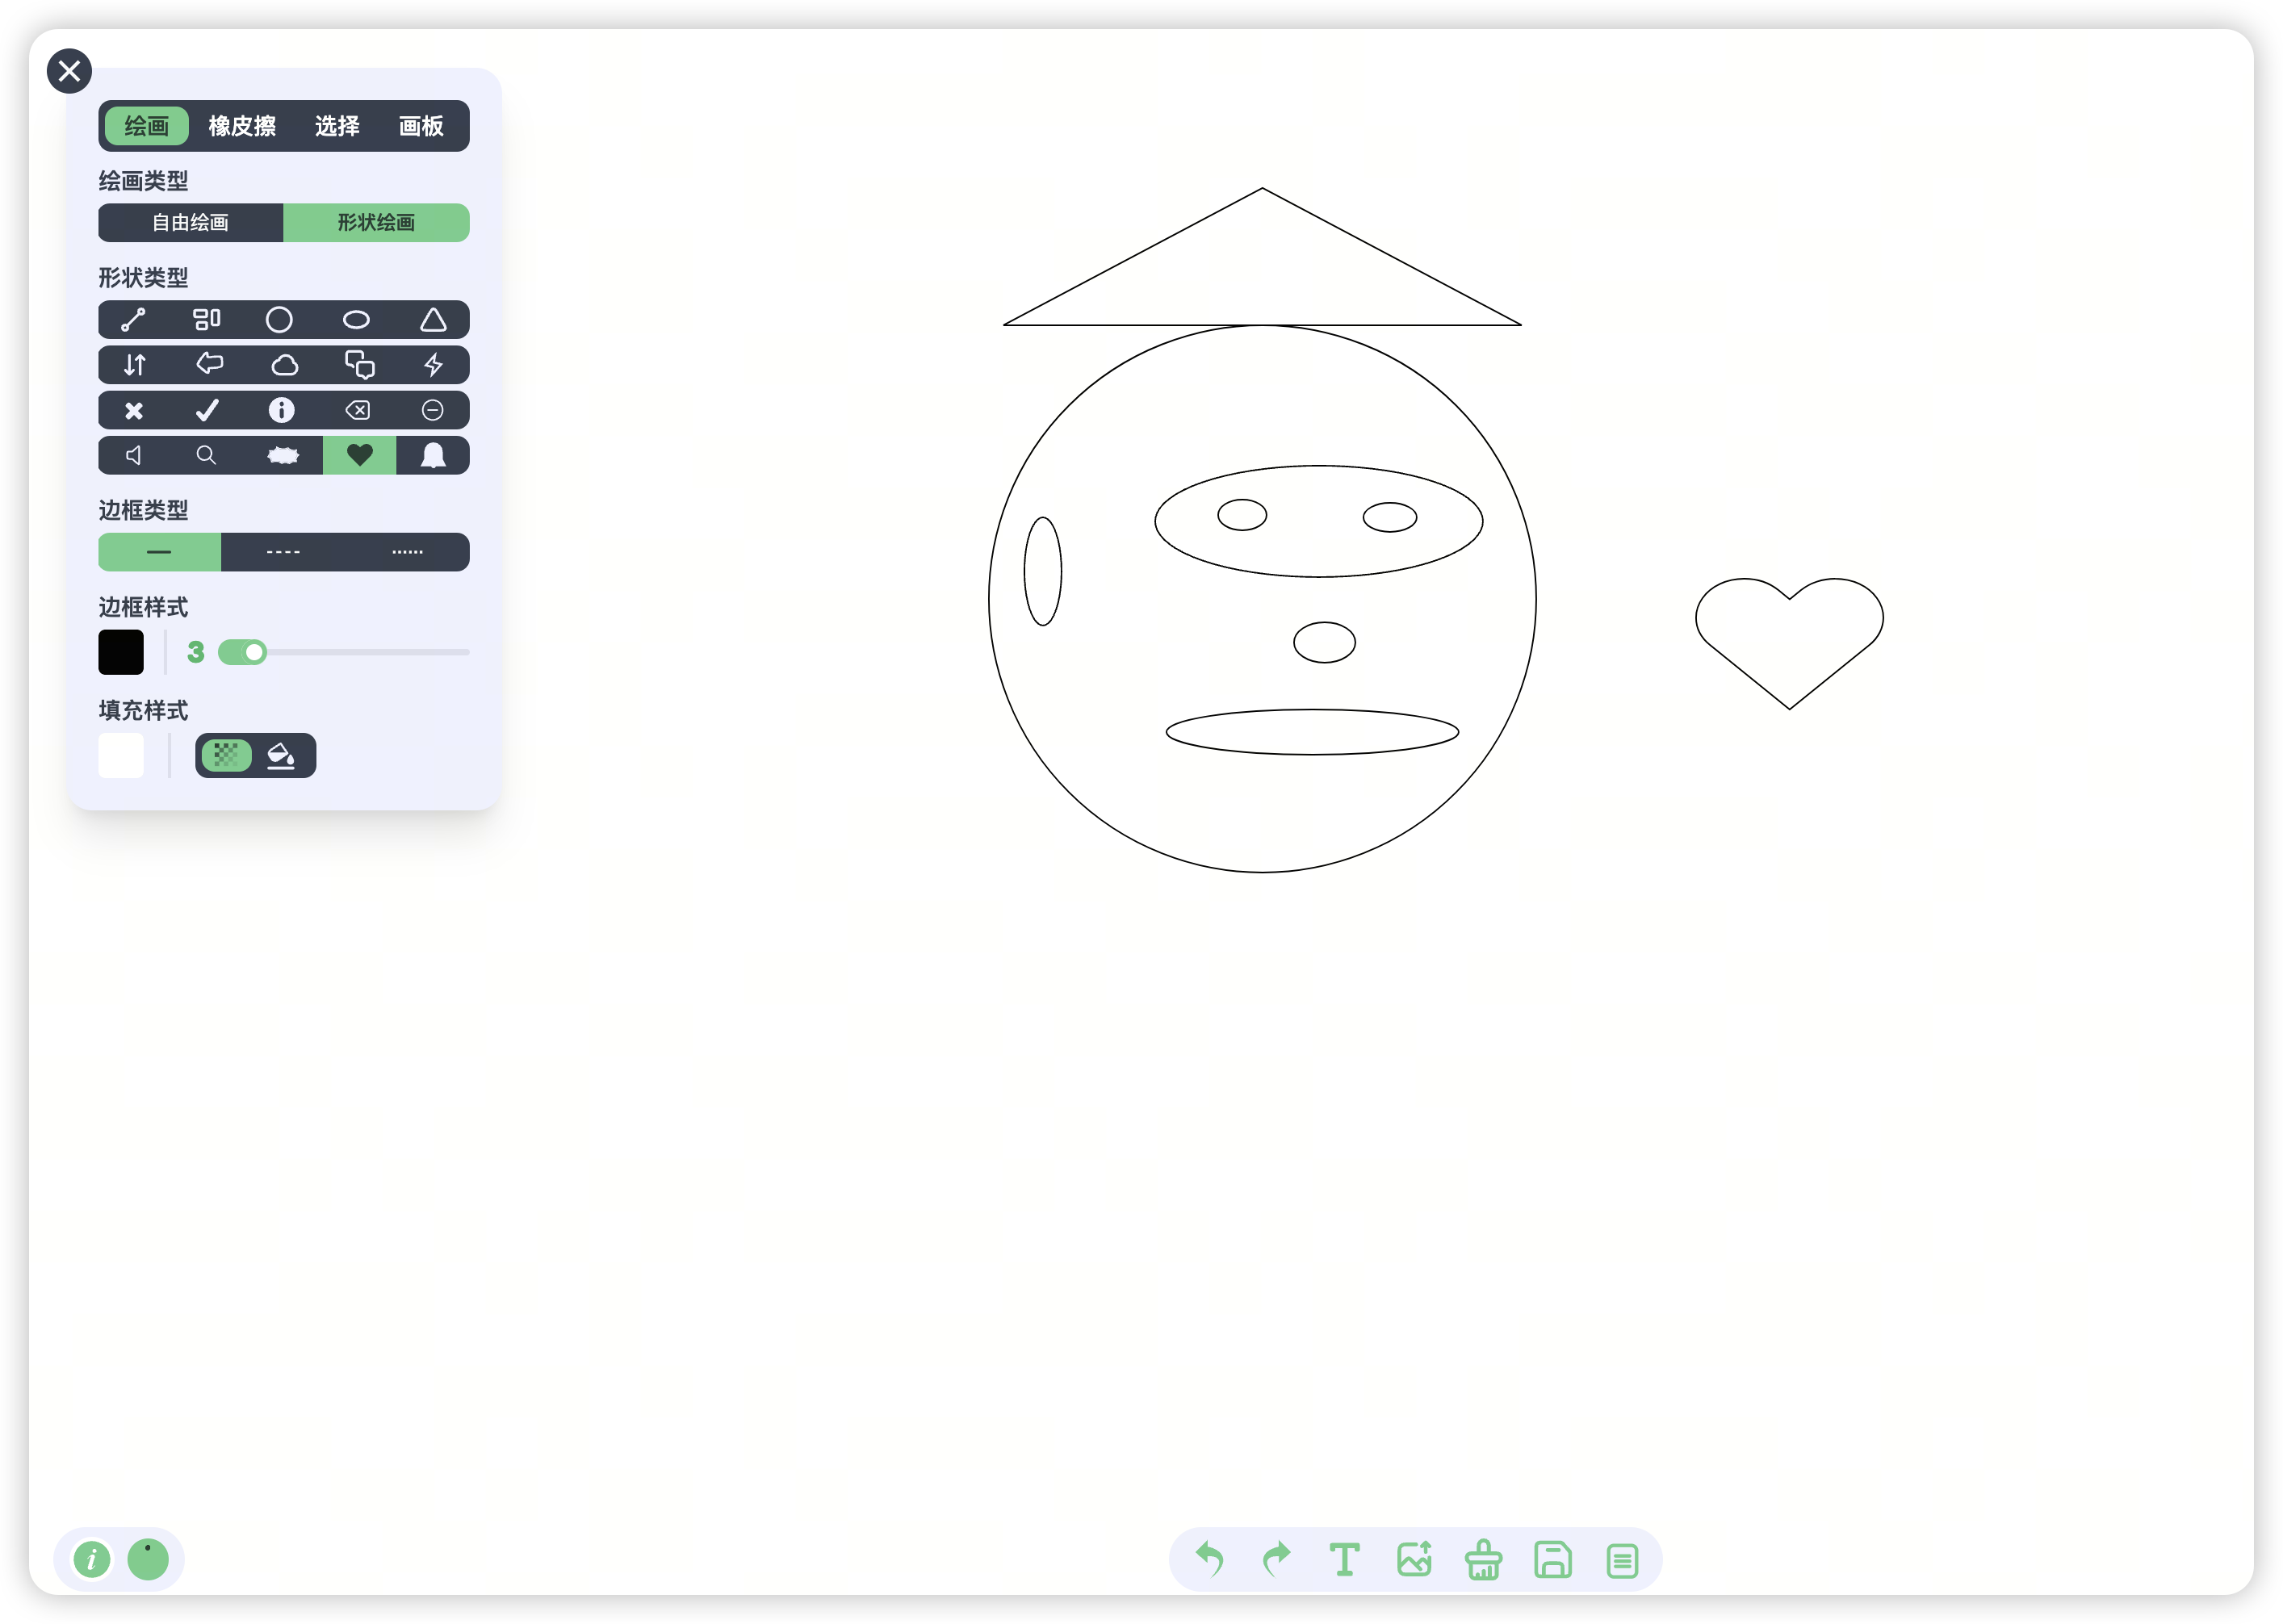 绘画 橡皮擦 选择 画板
绘画类型
自由绘画 形状绘画
形状类型
边框类型
边框样式
3
填充样式